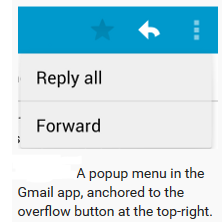 Reply all
Forward
A popup menu in the
Gmail app, anchored to the
overflow button at the top-right.